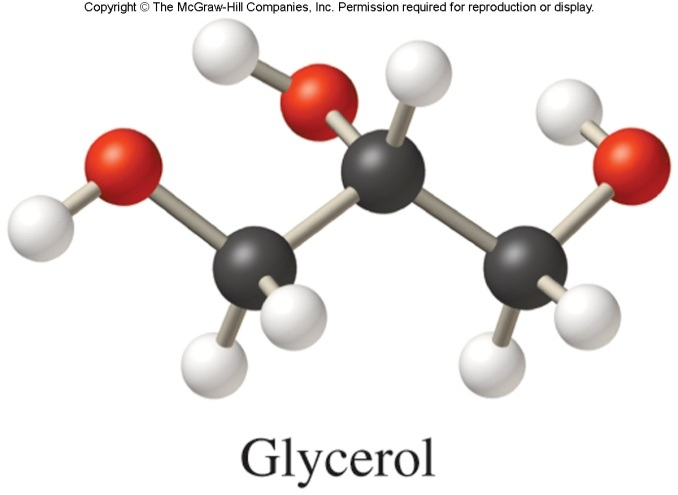 Copyright © The McGraw-Hill Companies, Inc. Permission required for reproduction or display.
Glycerol